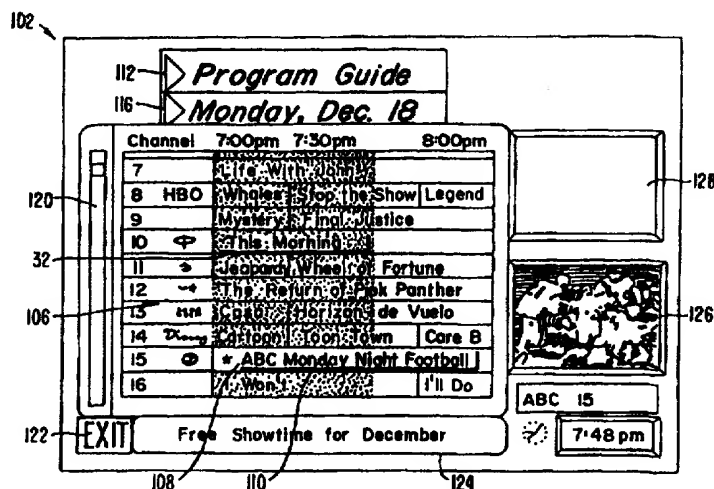 102
112 Program Guide
116 Monday, Dec. 18
Channel 7:00pm 7:30pm 8:00pm
7 Life With John
8 HBO Whales Stop the Show Legend
9 Mystery Final Justice
10 This Morning
11 Jeopardy Wheel of Fortune
12 The Return of Pink Panther
13 Casa Horizon de Vuelo
14 Disney Cartoon Toon Town Care B
15 * ABC Monday Night Football
16 I Won't I'll Do
120
32
106
128
126
ABC 15
122 EXIT Free Showtime for December 7:48pm
108 110 124